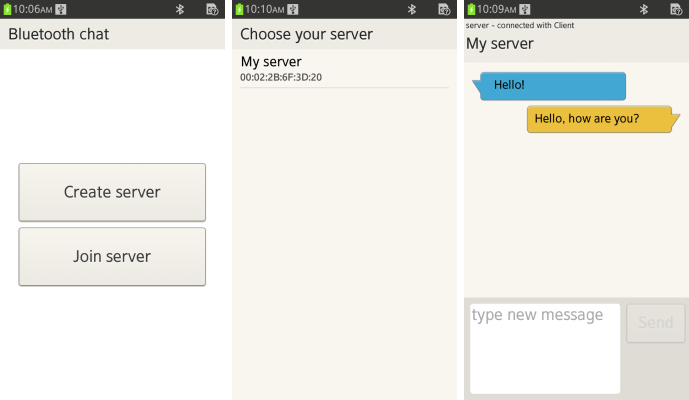 10:06AM
Bluetooth chat
Create server
Join server
10:10AM
Choose your server
My server
00:02:2B:6F:3D:20
10:09AM
server - connected with Client
My server
Hello!
Hello, how are you?
type new message
Send